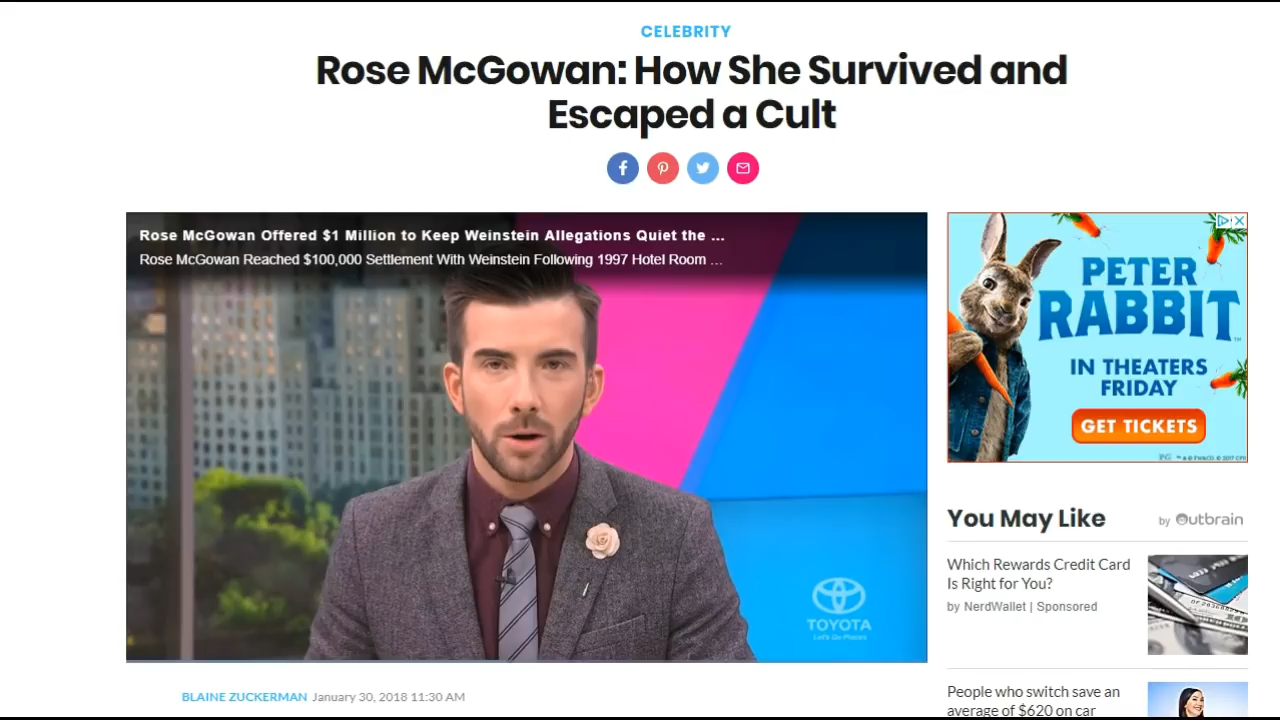 CELEBRITY
Rose McGowan: How She Survived and
Escaped a Cult
Rose McGowan Offered $1 Million to Keep Weinstein Allegations Quiet the ...
Rose McGowan Reached $100,000 Settlement With Weinstein Following 1997 Hotel Room ...
TOYOTA
Let's Go Places
BLAINE ZUCKERMAN January 30, 2018 11:30 AM
PETER
RABBIT
IN THEATERS
FRIDAY
GET TICKETS
You May Like
by Outbrain
Which Rewards Credit Card
Is Right for You?
by NerdWallet | Sponsored
People who switch save an
average of $620 on car